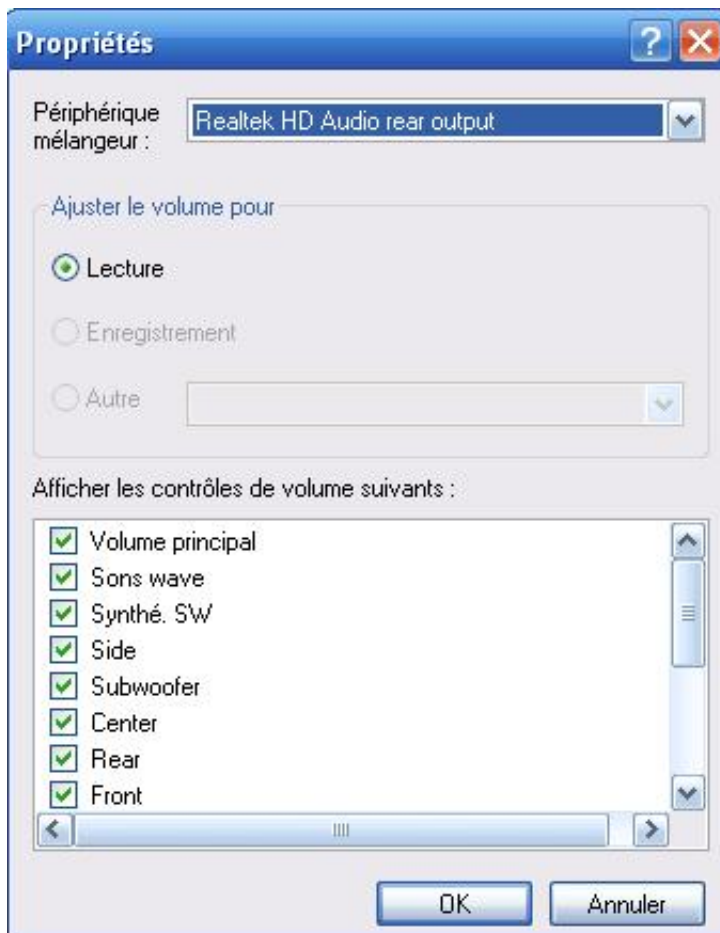 Propriétés
Périphérique
mélangeur :
Realtek HD Audio rear output
Ajuster le volume pour
Lecture
Enregistrement
Autre
Afficher les contrôles de volume suivants :
Volume principal
Sons wave
Synthé. SW
Side
Subwoofer
Center
Rear
Front
OK
Annuler